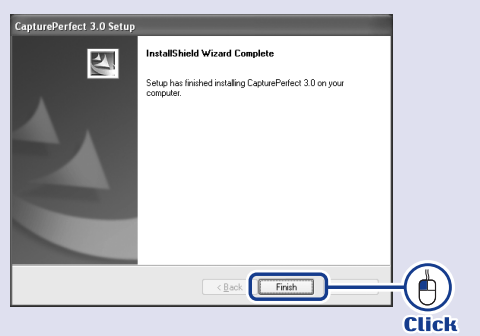 CapturePerfect 3.0 Setup
InstallShield Wizard Complete
Setup has finished installing CapturePerfect 3.0 on your
computer.
< Back
Finish
Click